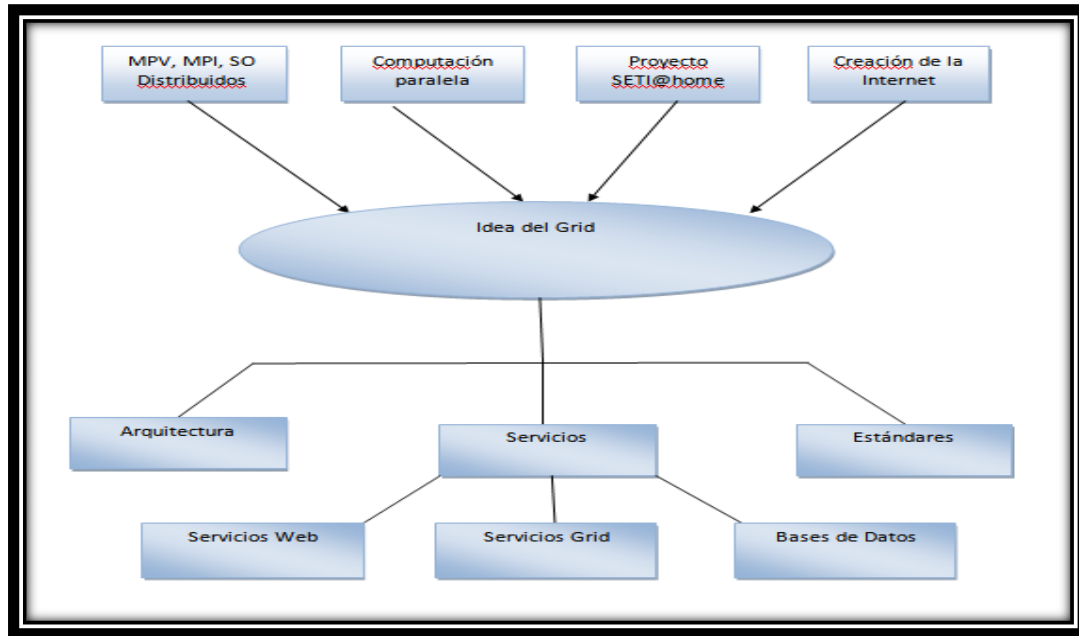 MPV, MPI, SO
Distribuidos
Computación
paralela
Proyecto
SETI@home
Creación de la
Internet
Idea del Grid
Arquitectura
Servicios
Estándares
Servicios Web
Servicios Grid
Bases de Datos